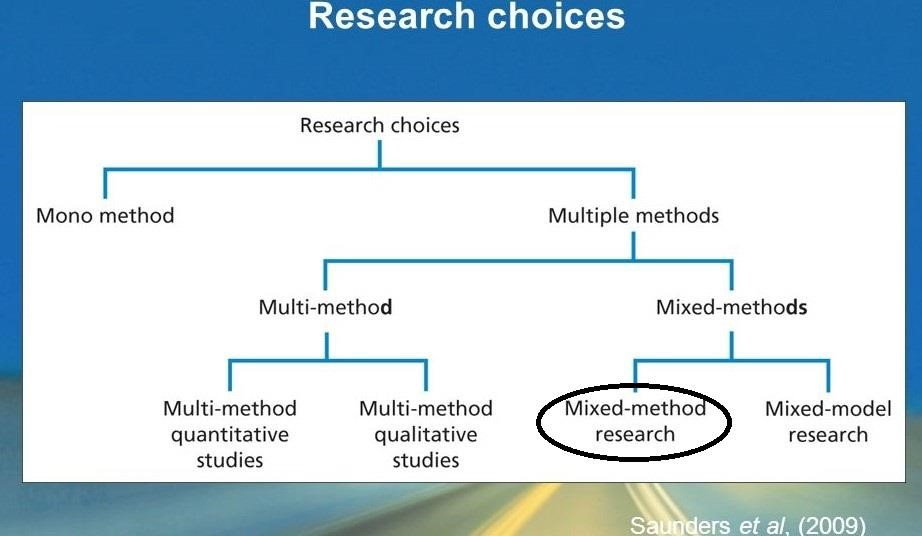 Research choices
Research choices
Mono method
Multiple methods
Multi-method
Mixed-methods
Multi-method
quantitative
studies
Multi-method
qualitative
studies
Mixed-method
research
Mixed-model
research
Saunders et al, (2009)